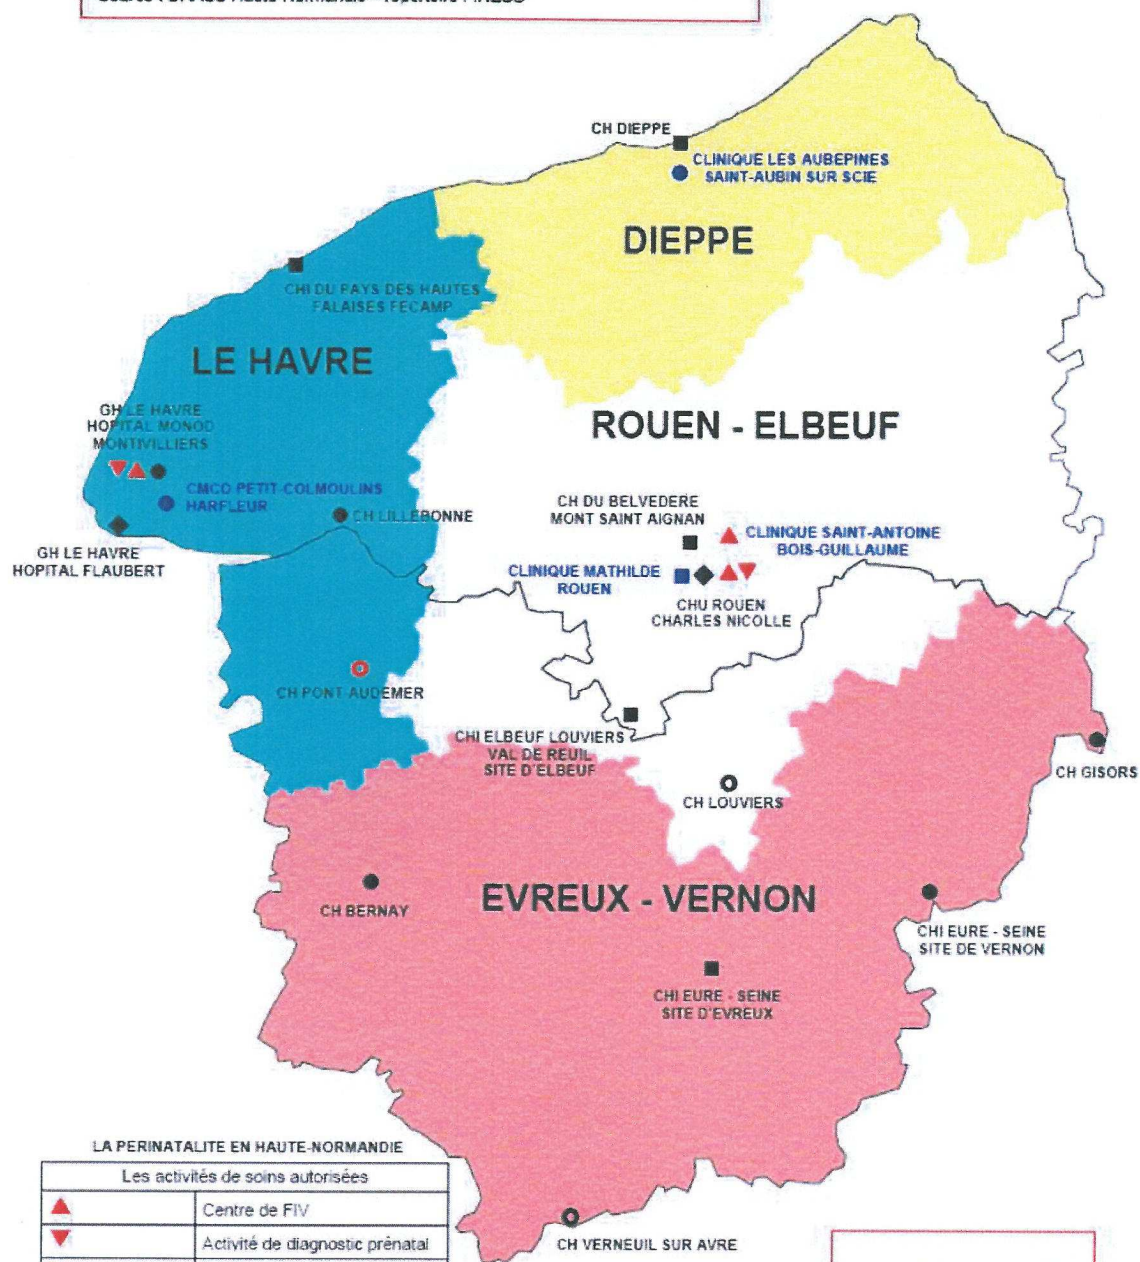 CH DIEPPE
CLINIQUE LES AUBEPINES
SAINT-AUBIN SUR SCIE
DIEPPE
CHI DU PAYS DES HAUTES
FALAISES FECAMP
LE HAVRE
GH LE HAVRE
HOPITAL MONOD
MONTIVILLIERS
ROUEN - ELBEUF
CMCO PETIT-COLMOULINS
HARFLEUR
CH LILLEBONNE
GH LE HAVRE
HOPITAL FLAUBERT
CH DU BELVEDERE
MONT SAINT AIGNAN
CLINIQUE SAINT-ANTOINE
BOIS-GUILLAUME
CLINIQUE MATHILDE
ROUEN
CHU ROUEN
CHARLES NICOLLE
CH PONT AUDEMER
CHI ELBEUF LOUVIERS
VAL DE REUIL
SITE D'ELBEUF
CH LOUVIERS
CH GISORS
CH BERNAY
EVREUX - VERNON
CHI EURE - SEINE
SITE DE VERNON
CHI EURE - SEINE
SITE D'EVREUX
LA PERINATALITE EN HAUTE-NORMANDIE
Les activités de soins autorisées
Centre de FIV
Activité de diagnostic prénatal
CH VERNEUIL SUR AVRE